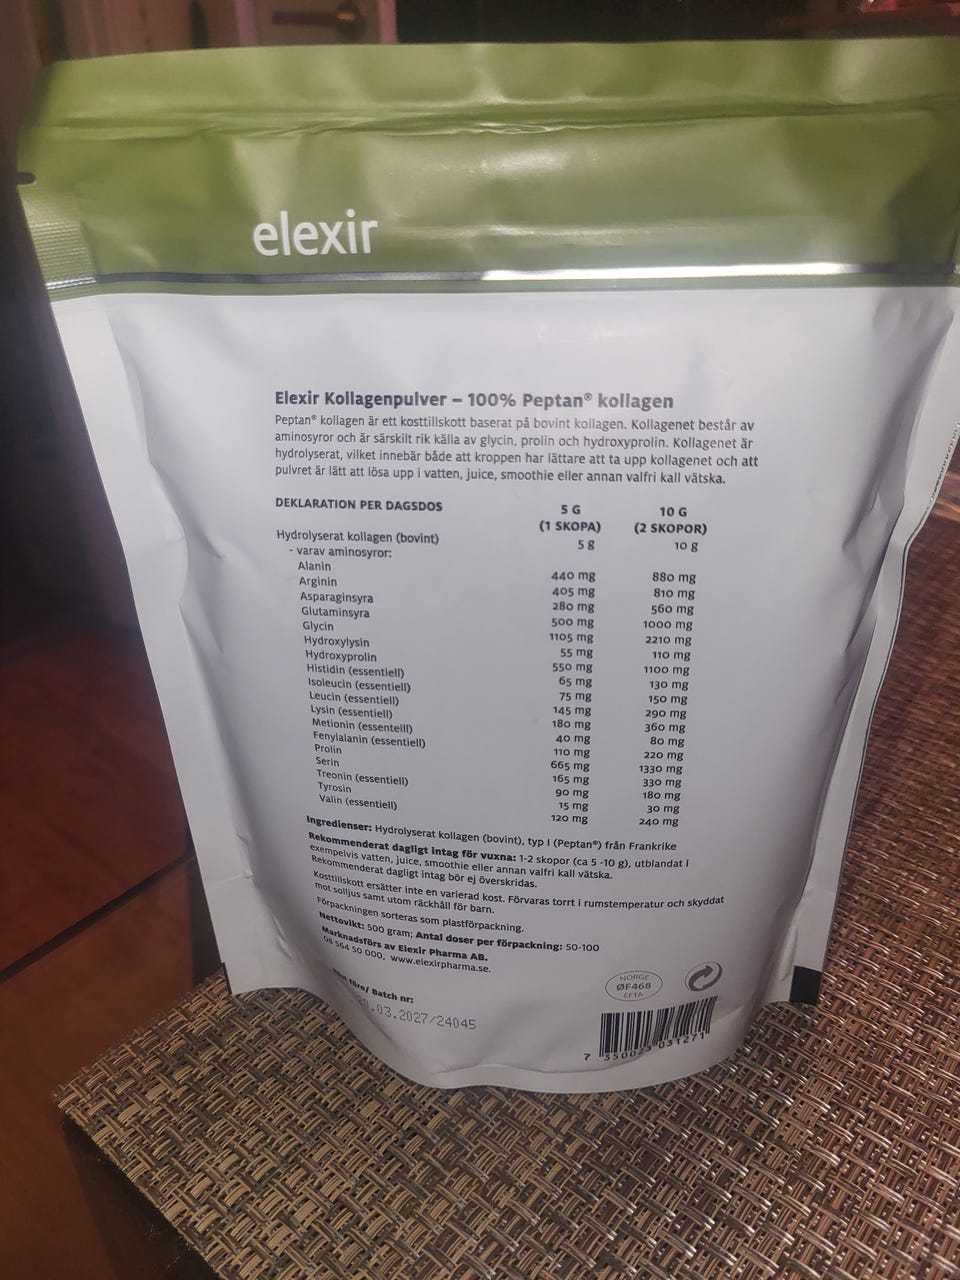 elexir
Elexir Kollagenpulver – 100% Peptan® kollagen
Peptan® kollagen är ett kosttillskott baserat på bovint kollagen. Kollagenet består av
aminosyror och är särskilt rik källa av glycin, prolin och hydroxyprolin. Kollagenet är
hydrolyserat, vilket innebär både att kroppen har lättare att ta upp kollagenet och att
pulvret är lätt att lösa upp i vatten, juice, smoothie eller annan valfri kall vätska.
DEKLARATION PER DAGSDOS 5 G 10 G
(1 SKOPA) (2 SKOPOR)
Hydrolyserat kollagen (bovint) 5 g 10 g
- varav aminosyror:
Alanin 440 mg 880 mg
Arginin 405 mg 810 mg
Asparaginsyra 280 mg 560 mg
Glutaminsyra 500 mg 1000 mg
Glycin 1105 mg 2210 mg
Hydroxylysin 55 mg 110 mg
Hydroxyprolin 550 mg 1100 mg
Histidin (essentiell) 65 mg 130 mg
Isoleucin (essentiell) 75 mg 150 mg
Leucin (essentiell) 145 mg 290 mg
Lysin (essentiell) 180 mg 360 mg
Metionin (essenteill) 40 mg 80 mg
Fenylalanin (essentiell) 110 mg 220 mg
Prolin 665 mg 1330 mg
Serin 165 mg 330 mg
Treonin (essentiell) 90 mg 180 mg
Tyrosin 15 mg 30 mg
Valin (essentiell) 120 mg 240 mg
Ingredienser: Hydrolyserat kollagen (bovint), typ I (Peptan®) från Frankrike
Rekommenderat dagligt intag för vuxna: 1-2 skopor (ca 5 -10 g), utblandat i
exempelvis vatten, juice, smoothie eller annan valfri kall vätska.
Rekommenderat dagligt intag bör ej överskridas.
Kosttillskott ersätter inte en varierad kost. Förvaras torrt i rumstemperatur och skyddat
mot solljus samt utom räckhåll för barn.
Förpackningen sorteras som plastförpackning.
Nettovikt: 500 gram; Antal doser per förpackning: 50-100
Marknadsförs av Elexir Pharma AB.
08 564 50 000, www.elexirpharma.se.
före/ Batch nr:
.03.2027/24045
NORGE
ØF468
EFTA
7 350023 031271